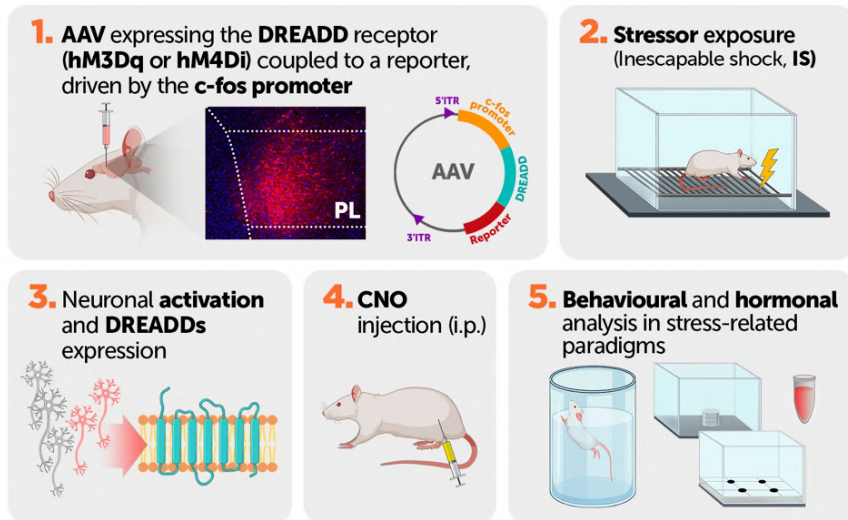 1. AAV expressing the DREADD receptor
(hM3Dq or hM4Di) coupled to a reporter,
driven by the c-fos promoter
PL
5'ITR
c-fos
promoter
DREADD
Reporter
3'ITR
AAV
2. Stressor exposure
(Inescapable shock, IS)
3. Neuronal activation
and DREADDs
expression
4. CNO
injection (i.p.)
5. Behavioural and hormonal
analysis in stress-related
paradigms